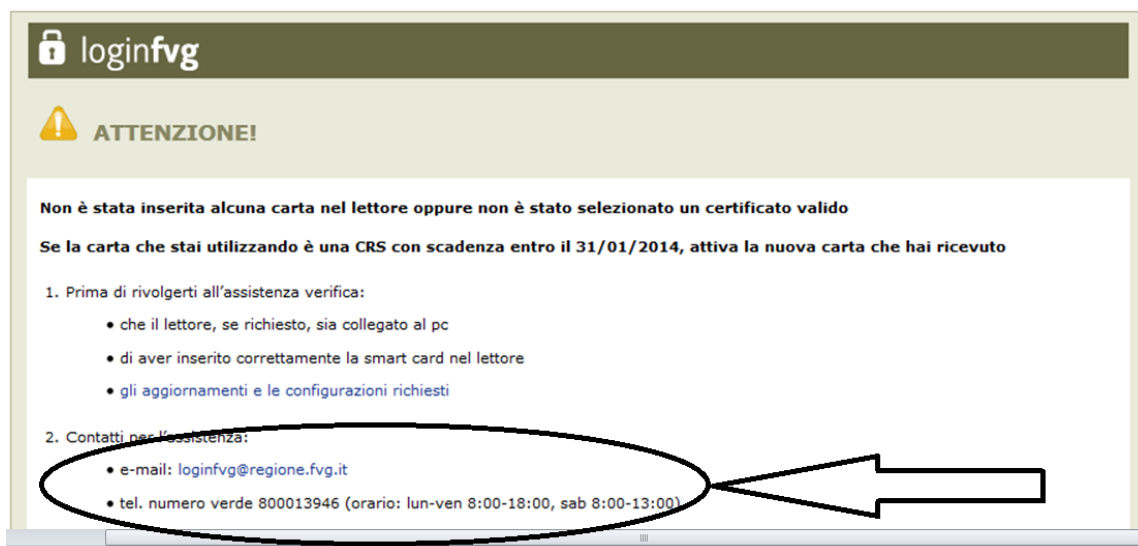 loginfvg
ATTENZIONE!
Non è stata inserita alcuna carta nel lettore oppure non è stato selezionato un certificato valido
Se la carta che stai utilizzando è una CRS con scadenza entro il 31/01/2014, attiva la nuova carta che hai ricevuto
1. Prima di rivolgerti all'assistenza verifica:
• che il lettore, se richiesto, sia collegato al pc
• di aver inserito correttamente la smart card nel lettore
• gli aggiornamenti e le configurazioni richiesti
2. Contatti per l'assistenza:
• e-mail: loginfvg@regione.fvg.it
• tel. numero verde 800013946 (orario: lun-ven 8:00-18:00, sab 8:00-13:00)